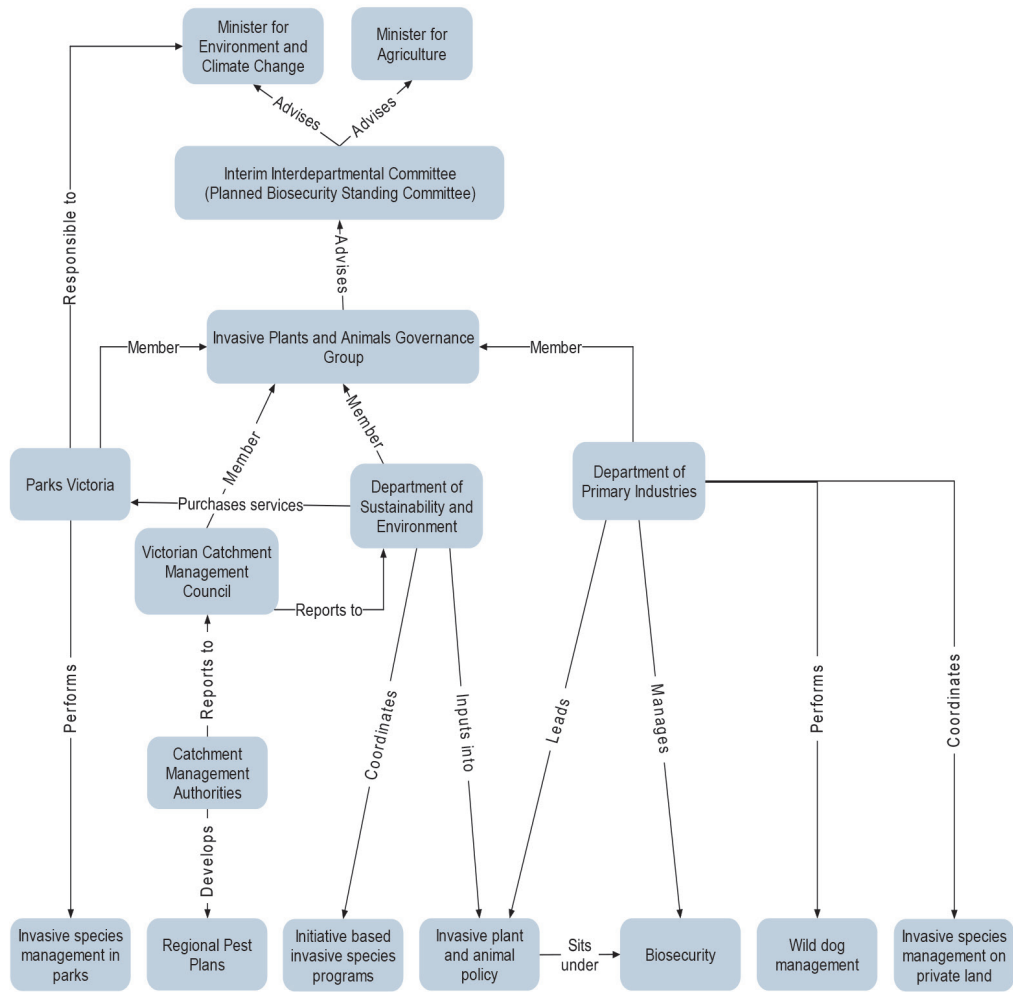 Minister for
Environment and
Climate Change
Minister for
Agriculture
Advises
Advises
Interim Interdepartmental Committee
(Planned Biosecurity Standing Committee)
Responsible to
Advises
Invasive Plants and Animals Governance
Group
Member
Member
Member
Member
Parks Victoria
Purchases services
Department of
Sustainability and
Environment
Department of
Primary Industries
Victorian Catchment
Management
Council
Reports to
Reports to
Performs
Coordinates
Inputs into
Leads
Manages
Performs
Coordinates
Catchment
Management
Authorities
Develops
Invasive species
management in
parks
Regional Pest
Plans
Initiative based
invasive species
programs
Invasive plant
and animal
policy
Sits
under
Biosecurity
Wild dog
management
Invasive species
management on
private land